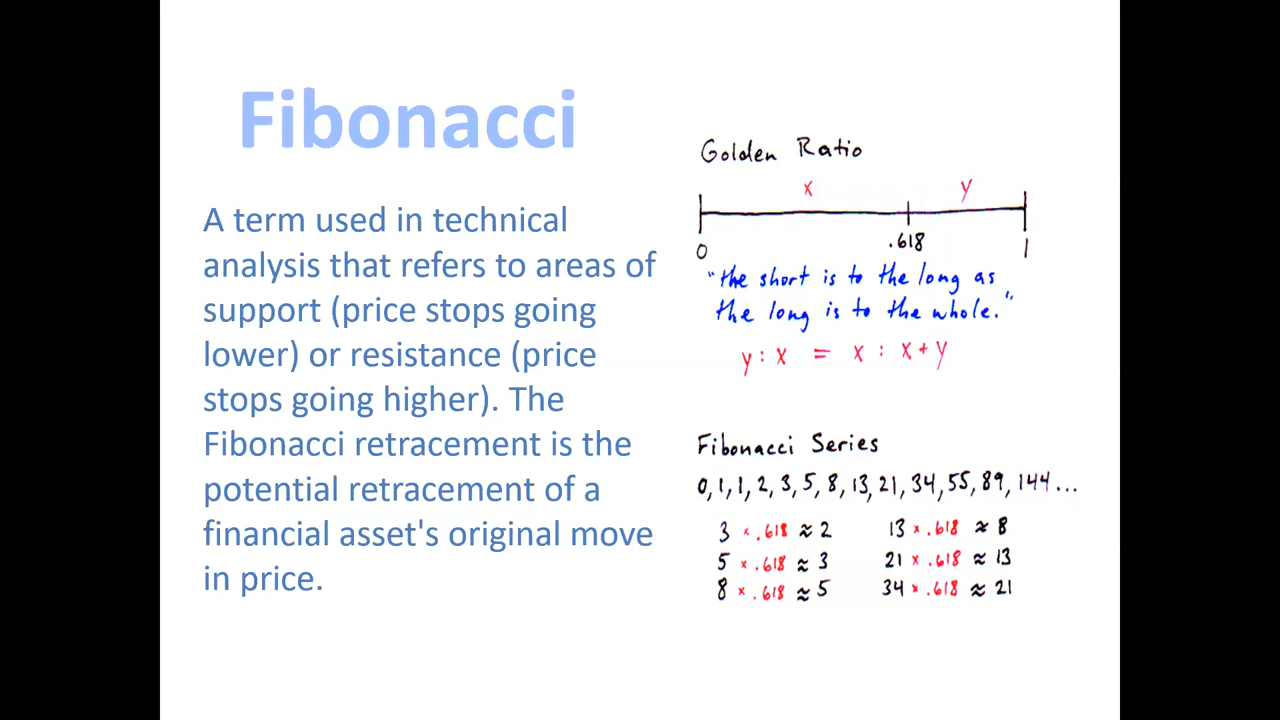 Fibonacci
A term used in technical
analysis that refers to areas of
support (price stops going
lower) or resistance (price
stops going higher). The
Fibonacci retracement is the
potential retracement of a
financial asset's original move
in price.
Golden Ratio
x y
0 .618 1
"the short is to the long as
the long is to the whole."
y : x = x : x + y
Fibonacci Series
0, 1, 1, 2, 3, 5, 8, 13, 21, 34, 55, 89, 144 ...
3 × .618 ≈ 2 13 × .618 ≈ 8
5 × .618 ≈ 3 21 × .618 ≈ 13
8 × .618 ≈ 5 34 × .618 ≈ 21